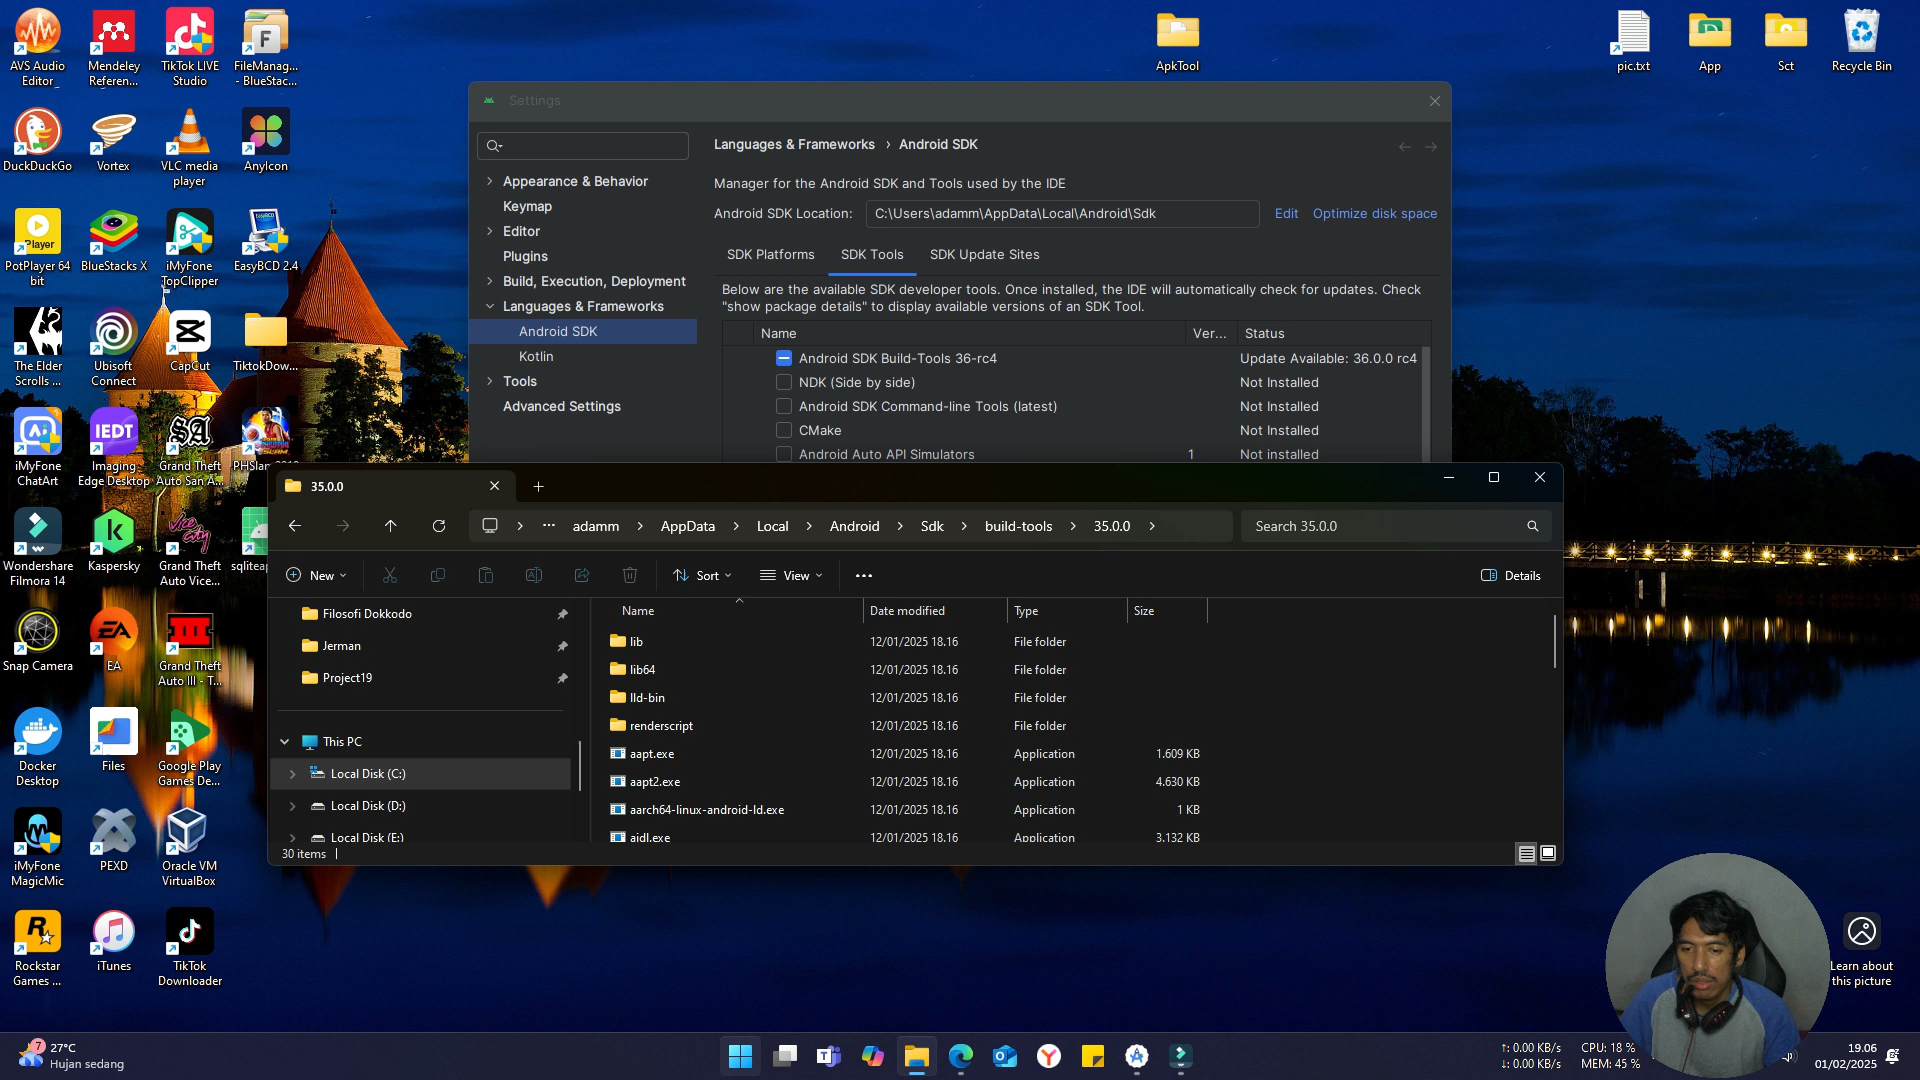 AVS Audio
Editor
Mendeley
Referen...
TikTok LIVE
Studio
FileManag...
- BlueStac...
ApkTool
pic.txt
App
Sct
Recycle Bin
DuckDuckGo
Vortex
VLC media
player
AnyIcon
PotPlayer 64
bit
BlueStacks X
iMyFone
TopClipper
EasyBCD 2.4
The Elder
Scrolls ...
Ubisoft
Connect
CapCut
TiktokDow...
iMyFone
ChatArt
Imaging
Edge Desktop
Grand Theft
Auto San A...
Wondershare
Filmora 14
Kaspersky
Grand Theft
Auto Vice...
Snap Camera
EA
Grand Theft
Auto III - T...
Docker
Desktop
Files
Google Play
Games De...
iMyFone
MagicMic
PEXD
Oracle VM
VirtualBox
Rockstar
Games ...
iTunes
TikTok
Downloader
Learn about
this picture
Settings
Appearance & Behavior
Keymap
Editor
Plugins
Build, Execution, Deployment
Languages & Frameworks
Android SDK
Kotlin
Tools
Advanced Settings
Languages & Frameworks › Android SDK
Manager for the Android SDK and Tools used by the IDE
Android SDK Location: C:\Users\adamm\AppData\Local\Android\Sdk Edit Optimize disk space
SDK Platforms SDK Tools SDK Update Sites
Below are the available SDK developer tools. Once installed, the IDE will automatically check for updates. Check
"show package details" to display available versions of an SDK Tool.
Name Ver... Status
Android SDK Build-Tools 36-rc4 Update Available: 36.0.0 rc4
NDK (Side by side) Not Installed
Android SDK Command-line Tools (latest) Not Installed
CMake Not Installed
Android Auto API Simulators 1 Not installed
35.0.0
··· adamm > AppData > Local > Android > Sdk > build-tools > 35.0.0 >
Search 35.0.0
New Sort View ··· Details
Filosofi Dokkodo
Jerman
Project19
This PC
Local Disk (C:)
Local Disk (D:)
Local Disk (E:)
Name Date modified Type Size
lib 12/01/2025 18.16 File folder
lib64 12/01/2025 18.16 File folder
lld-bin 12/01/2025 18.16 File folder
renderscript 12/01/2025 18.16 File folder
aapt.exe 12/01/2025 18.16 Application 1.609 KB
aapt2.exe 12/01/2025 18.16 Application 4.630 KB
aarch64-linux-android-ld.exe 12/01/2025 18.16 Application 1 KB
aidl.exe 12/01/2025 18.16 Application 3.132 KB
30 items
7
27°C
Hujan sedang
↑: 0.00 KB/s
↓: 0.00 KB/s
CPU: 18 %
MEM: 45 %
19.06
01/02/2025